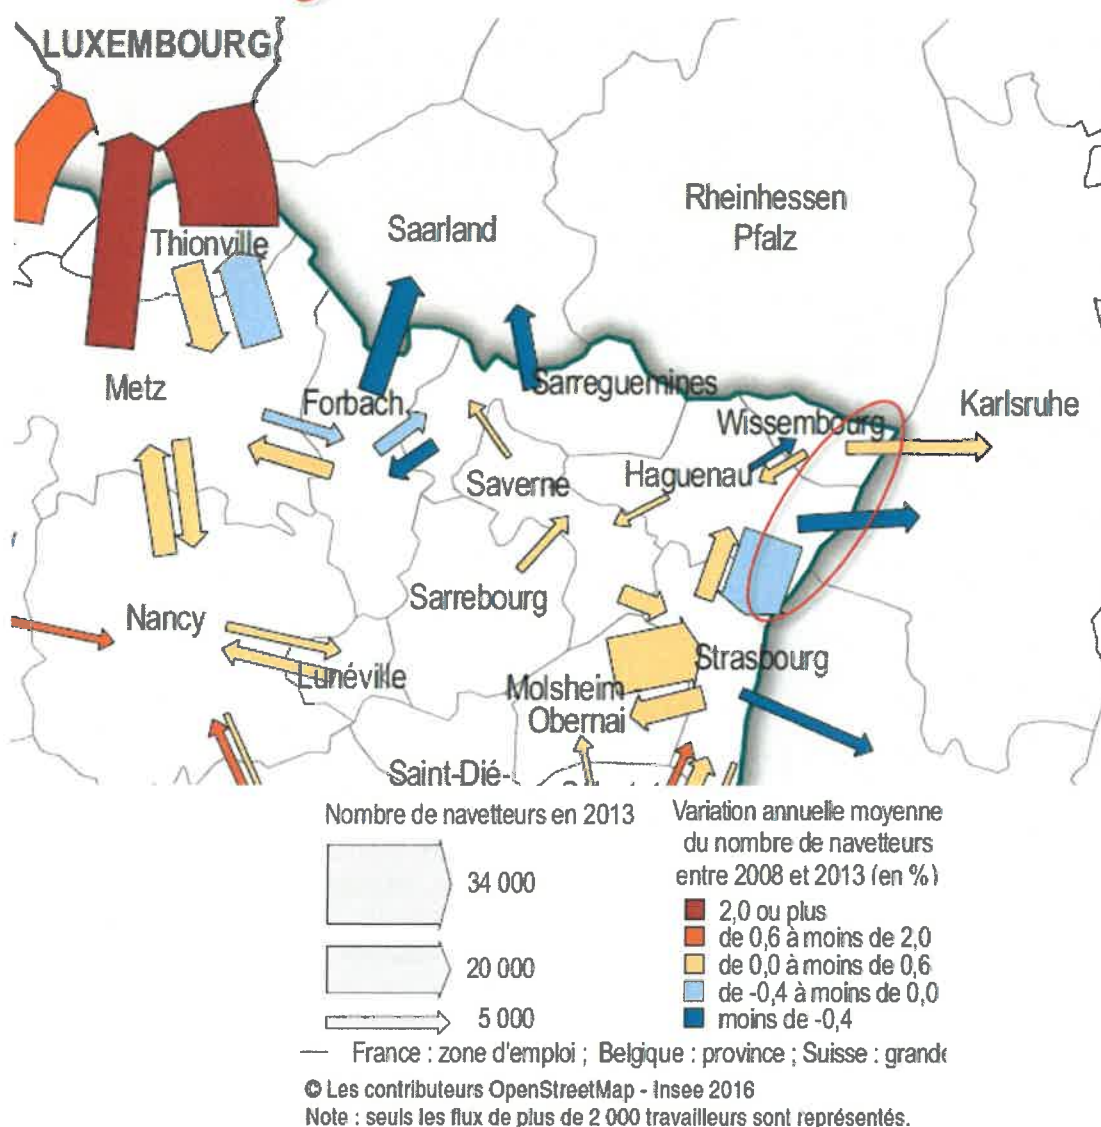 LUXEMBOURG
Rheinhessen
Pfalz
Saarland
Thionville
Metz
Forbach
Sarreguemines
Karlsruhe
Wissembourg
Haguenau
Saverne
Sarrebourg
Nancy
Strasbourg
Lunéville
Molsheim
Obernai
Saint-Dié-
Nombre de navetteurs en 2013
34 000
20 000
5 000
Variation annuelle moyenne
du nombre de navetteurs
entre 2008 et 2013 (en %)
2,0 ou plus
de 0,6 à moins de 2,0
de 0,0 à moins de 0,6
de -0,4 à moins de 0,0
moins de -0,4
France : zone d'emploi ; Belgique : province ; Suisse : grande
© Les contributeurs OpenStreetMap - Insee 2016
Note : seuls les flux de plus de 2 000 travailleurs sont représentés.